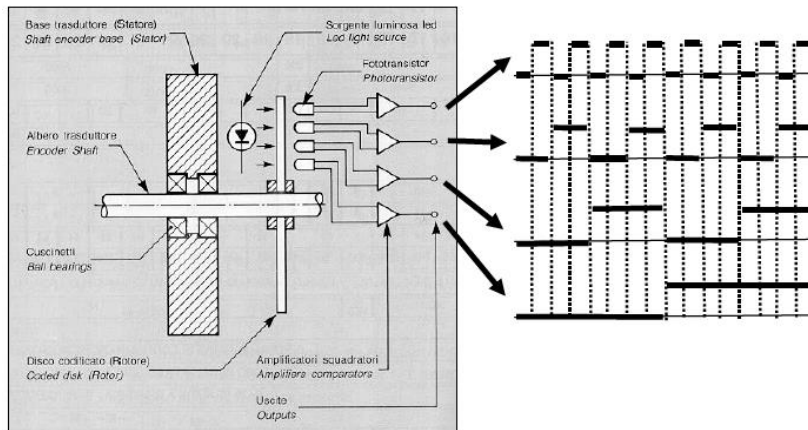 Base trasduttore (Statore)
Shaft encoder base (Stator)
Sorgente luminosa led
Led light source
Fototransistor
Phototransistor
Albero trasduttore
Encoder Shaft
Cuscinetti
Ball bearings
Disco codificato (Rotore)
Coded disk (Rotor)
Amplificatori squadratori
Amplifiers comparators
Uscite
Outputs